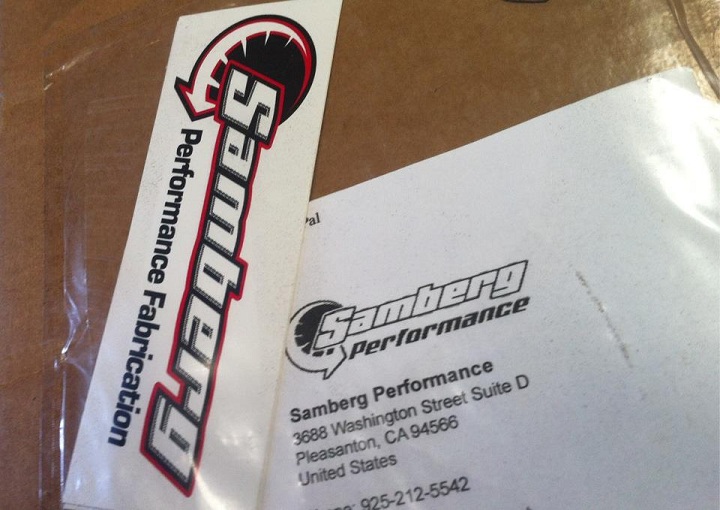 Samberg
Performance Fabrication
Samberg
Performance
Samberg Performance
3688 Washington Street Suite D
Pleasanton, CA 94566
United States
925-212-5542